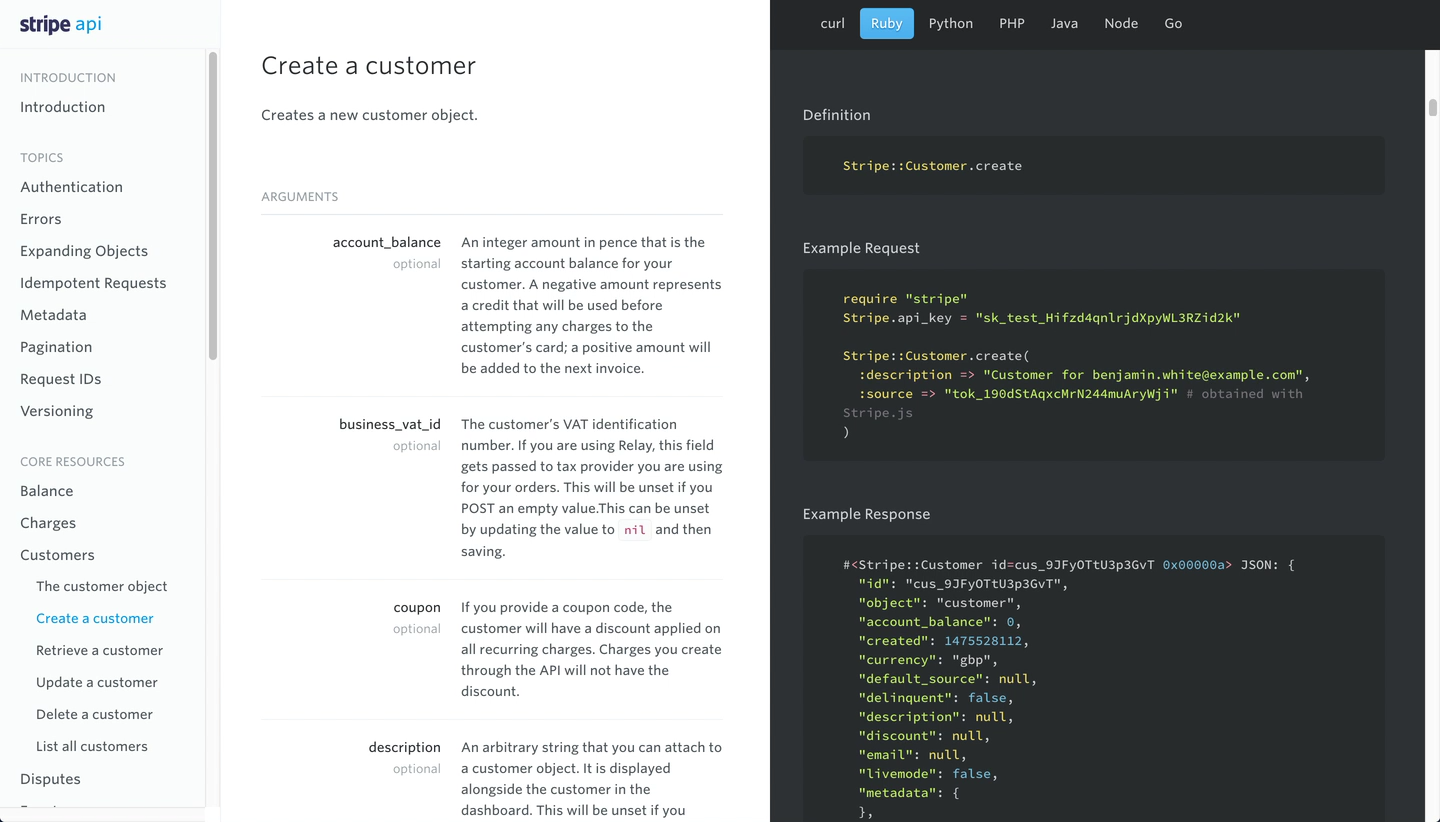 stripe api
INTRODUCTION
Introduction
TOPICS
Authentication
Errors
Expanding Objects
Idempotent Requests
Metadata
Pagination
Request IDs
Versioning
CORE RESOURCES
Balance
Charges
Customers
The customer object
Create a customer
Retrieve a customer
Update a customer
Delete a customer
List all customers
Disputes
Create a customer
Creates a new customer object.
ARGUMENTS
account_balance
optional
An integer amount in pence that is the
starting account balance for your
customer. A negative amount represents
a credit that will be used before
attempting any charges to the
customer’s card; a positive amount will
be added to the next invoice.
business_vat_id
optional
The customer’s VAT identification
number. If you are using Relay, this field
gets passed to tax provider you are using
for your orders. This will be unset if you
POST an empty value.This can be unset
by updating the value to nil and then
saving.
coupon
optional
If you provide a coupon code, the
customer will have a discount applied on
all recurring charges. Charges you create
through the API will not have the
discount.
description
optional
An arbitrary string that you can attach to
a customer object. It is displayed
alongside the customer in the
dashboard. This will be unset if you
curl Ruby Python PHP Java Node Go
Definition
Stripe::Customer.create
Example Request
require "stripe"
Stripe.api_key = "sk_test_Hifzd4qnlrjdXpyWL3RZid2k"
Stripe::Customer.create(
:description => "Customer for benjamin.white@example.com",
:source => "tok_190dStAqxcMrN244muAryWji" # obtained with
Stripe.js
)
Example Response
#<Stripe::Customer id=cus_9JFyOTtU3p3GvT 0x00000a> JSON: {
"id": "cus_9JFyOTtU3p3GvT",
"object": "customer",
"account_balance": 0,
"created": 1475528112,
"currency": "gbp",
"default_source": null,
"delinquent": false,
"description": null,
"discount": null,
"email": null,
"livemode": false,
"metadata": {
},